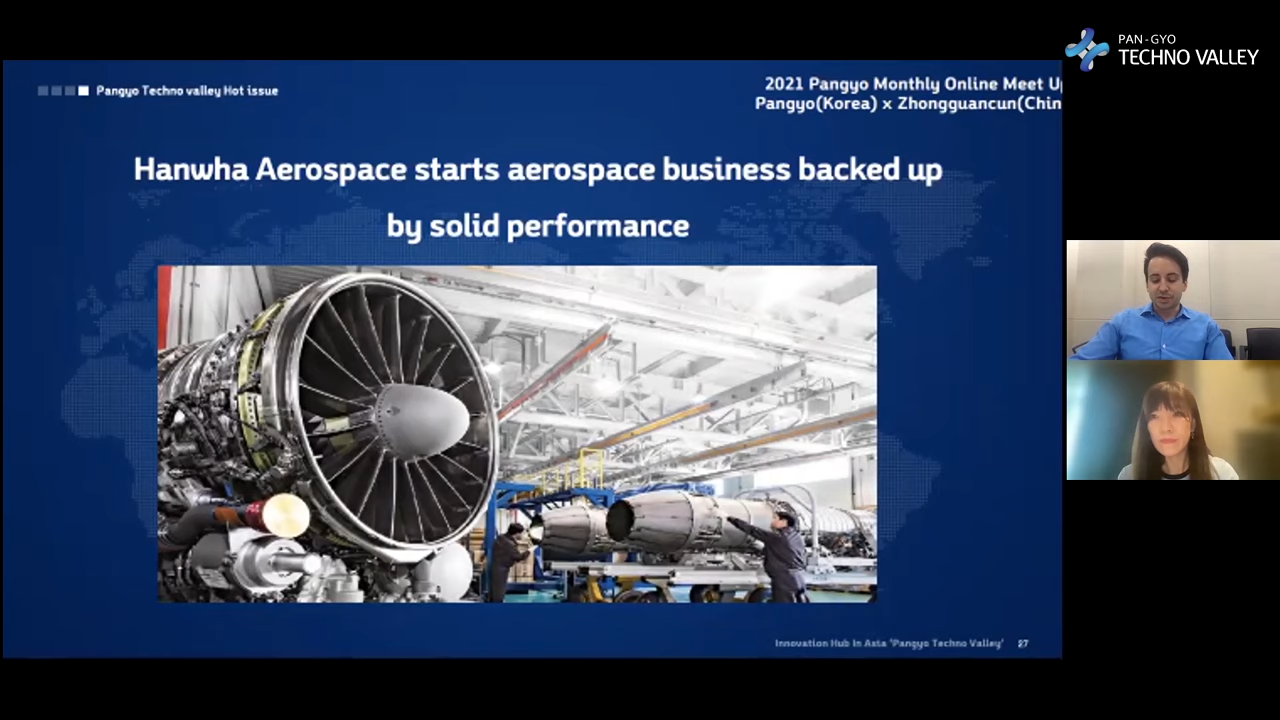 PAN-GYO
TECHNO VALLEY
Pangyo Techno valley Hot issue
2021 Pangyo Monthly Online Meet U
Pangyo(Korea) x Zhongguancun(Chin
Hanwha Aerospace starts aerospace business backed up
by solid performance
Innovation Hub In Asia 'Pangyo Techno Valley' 27